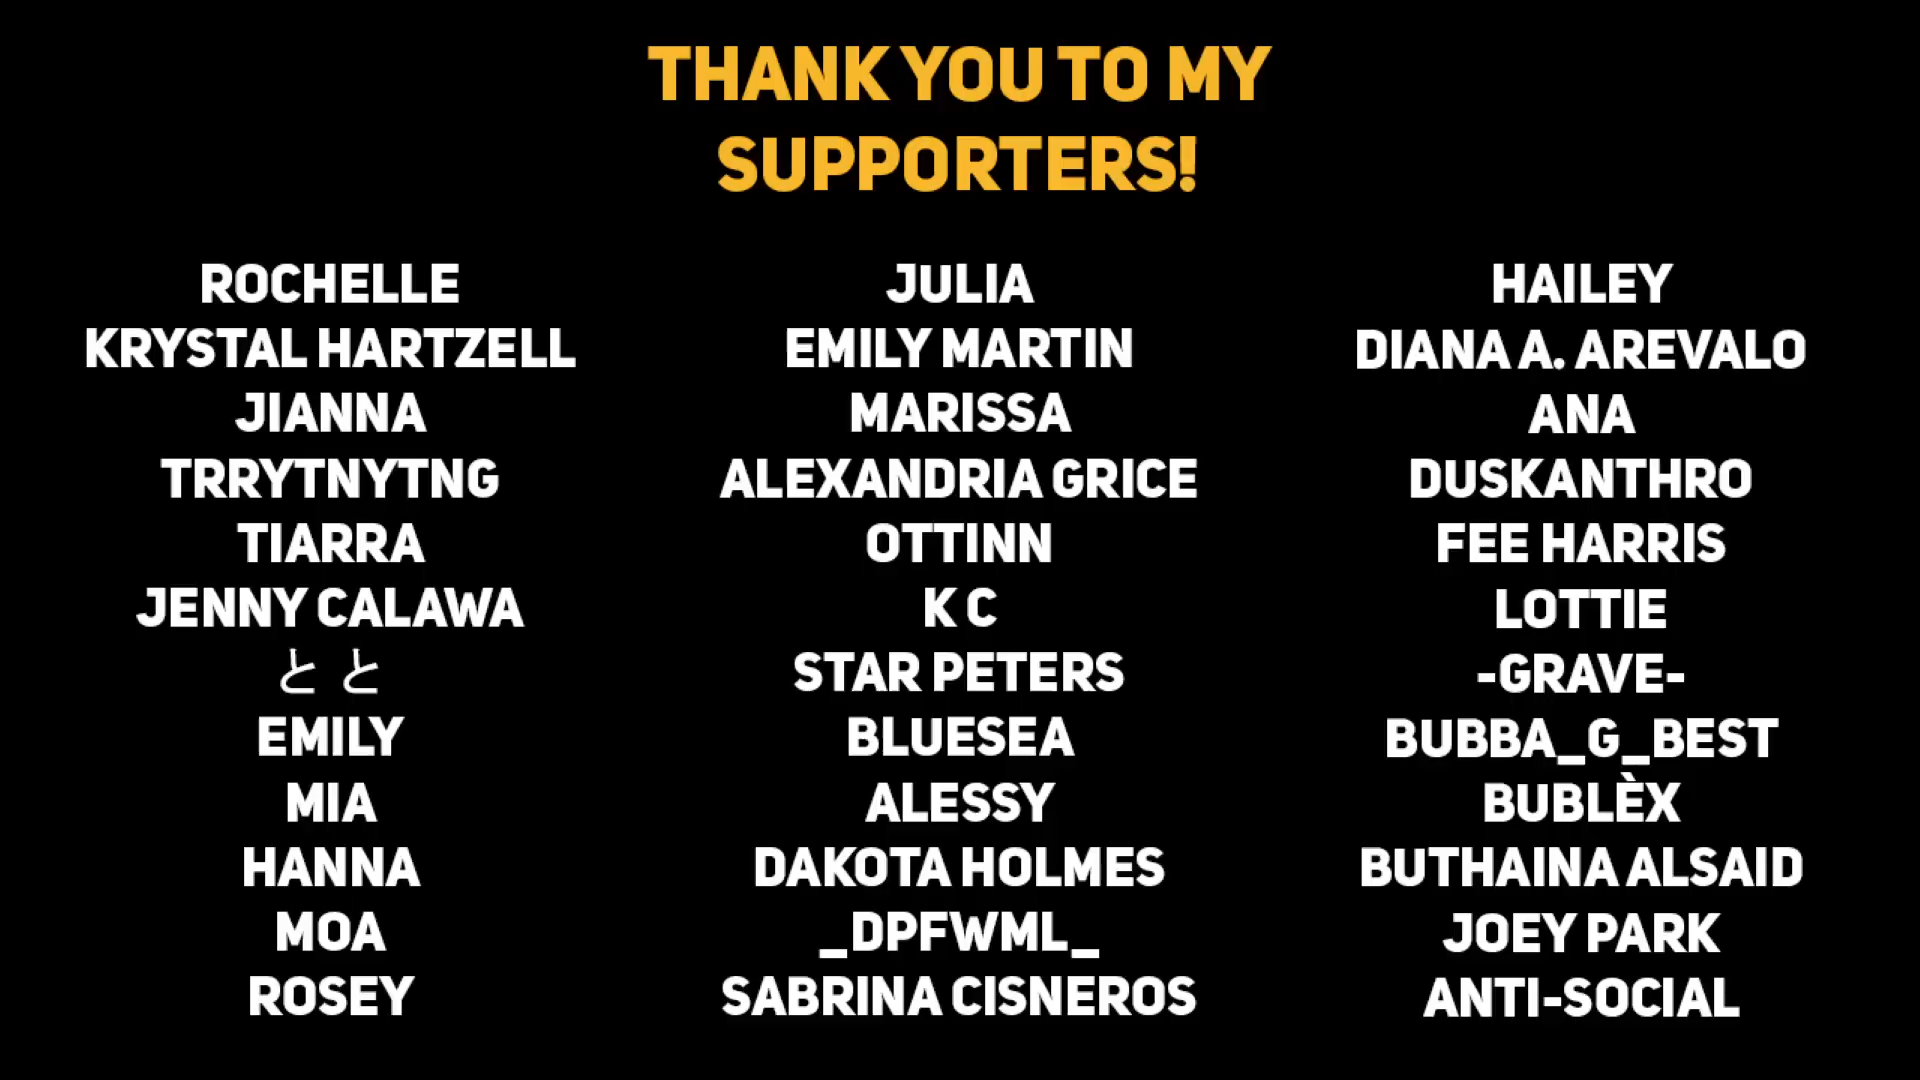 THANK YOU TO MY
SUPPORTERS!
ROCHELLE
KRYSTAL HARTZELL
JIANNA
TRRYTNYTNG
TIARRA
JENNY CALAWA
と と
EMILY
MIA
HANNA
MOA
ROSEY
JULIA
EMILY MARTIN
MARISSA
ALEXANDRIA GRICE
OTTINN
K C
STAR PETERS
BLUESEA
ALESSY
DAKOTA HOLMES
_DPFWML_
SABRINA CISNEROS
HAILEY
DIANA A. AREVALO
ANA
DUSKANTHRO
FEE HARRIS
LOTTIE
-GRAVE-
BUBBA_G_BEST
BUBLÈX
BUTHAINA ALSAID
JOEY PARK
ANTI-SOCIAL